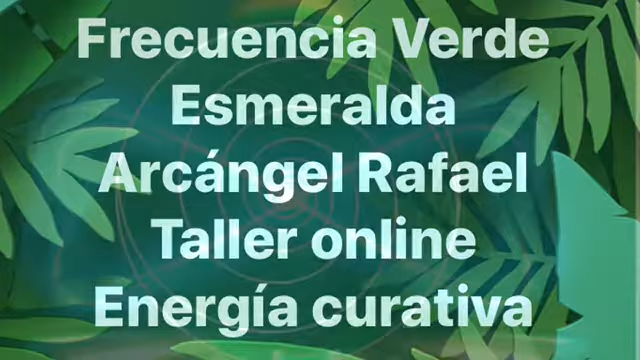 Frecuencia Verde
Esmeralda
Arcángel Rafael
Taller online
Energía curativa